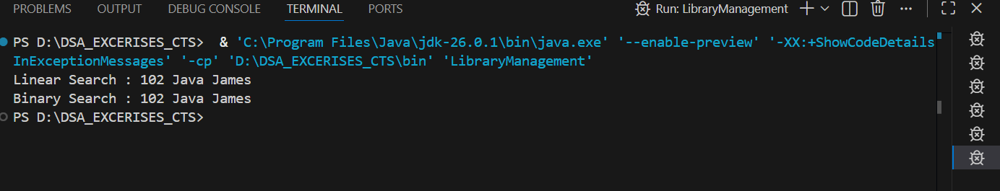 PROBLEMS OUTPUT DEBUG CONSOLE TERMINAL PORTS Run: LibraryManagement
PS D:\DSA_EXCERISES_CTS>  & 'C:\Program Files\Java\jdk-26.0.1\bin\java.exe' '--enable-preview' '-XX:+ShowCodeDetails
InExceptionMessages' '-cp' 'D:\DSA_EXCERISES_CTS\bin' 'LibraryManagement'
Linear Search : 102 Java James
Binary Search : 102 Java James
PS D:\DSA_EXCERISES_CTS>